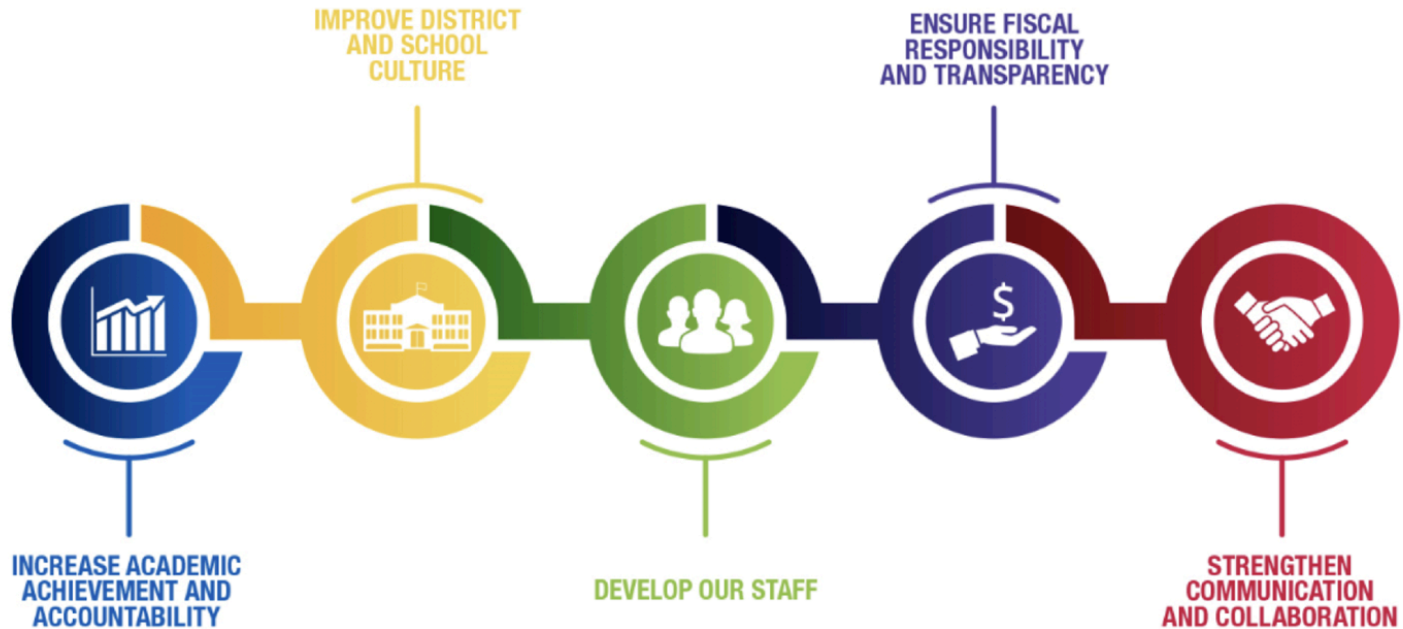 IMPROVE DISTRICT
AND SCHOOL
CULTURE
ENSURE FISCAL
RESPONSIBILITY
AND TRANSPARENCY
$
INCREASE ACADEMIC
ACHIEVEMENT AND
ACCOUNTABILITY
DEVELOP OUR STAFF
STRENGTHEN
COMMUNICATION
AND COLLABORATION